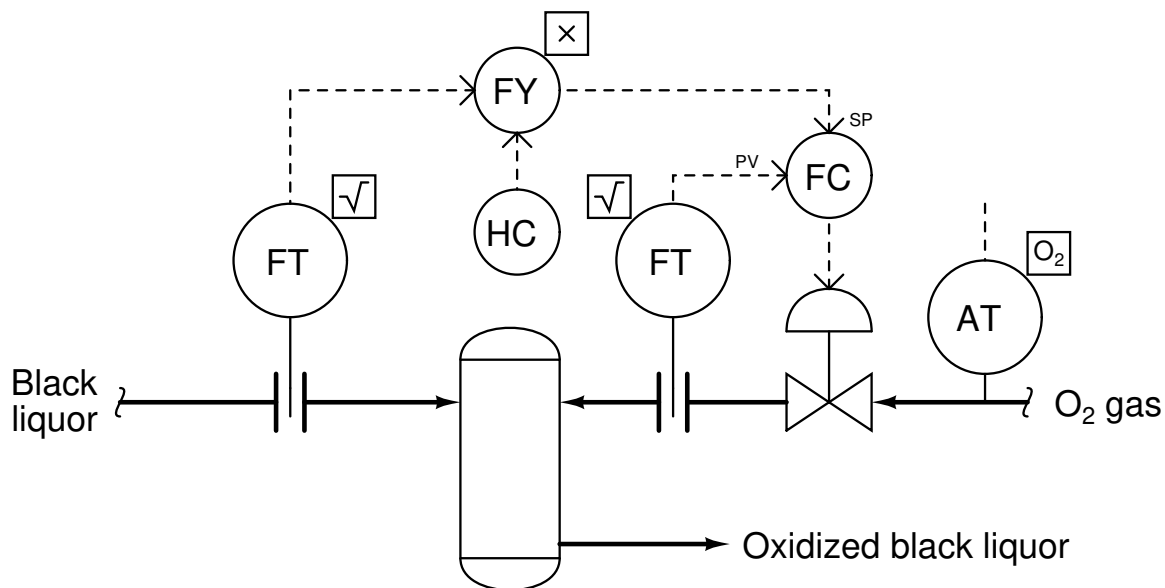 ×
FY
SP
PV
FC
√
HC
√
FT
FT
O₂
AT
Black
liquor
O₂ gas
Oxidized black liquor